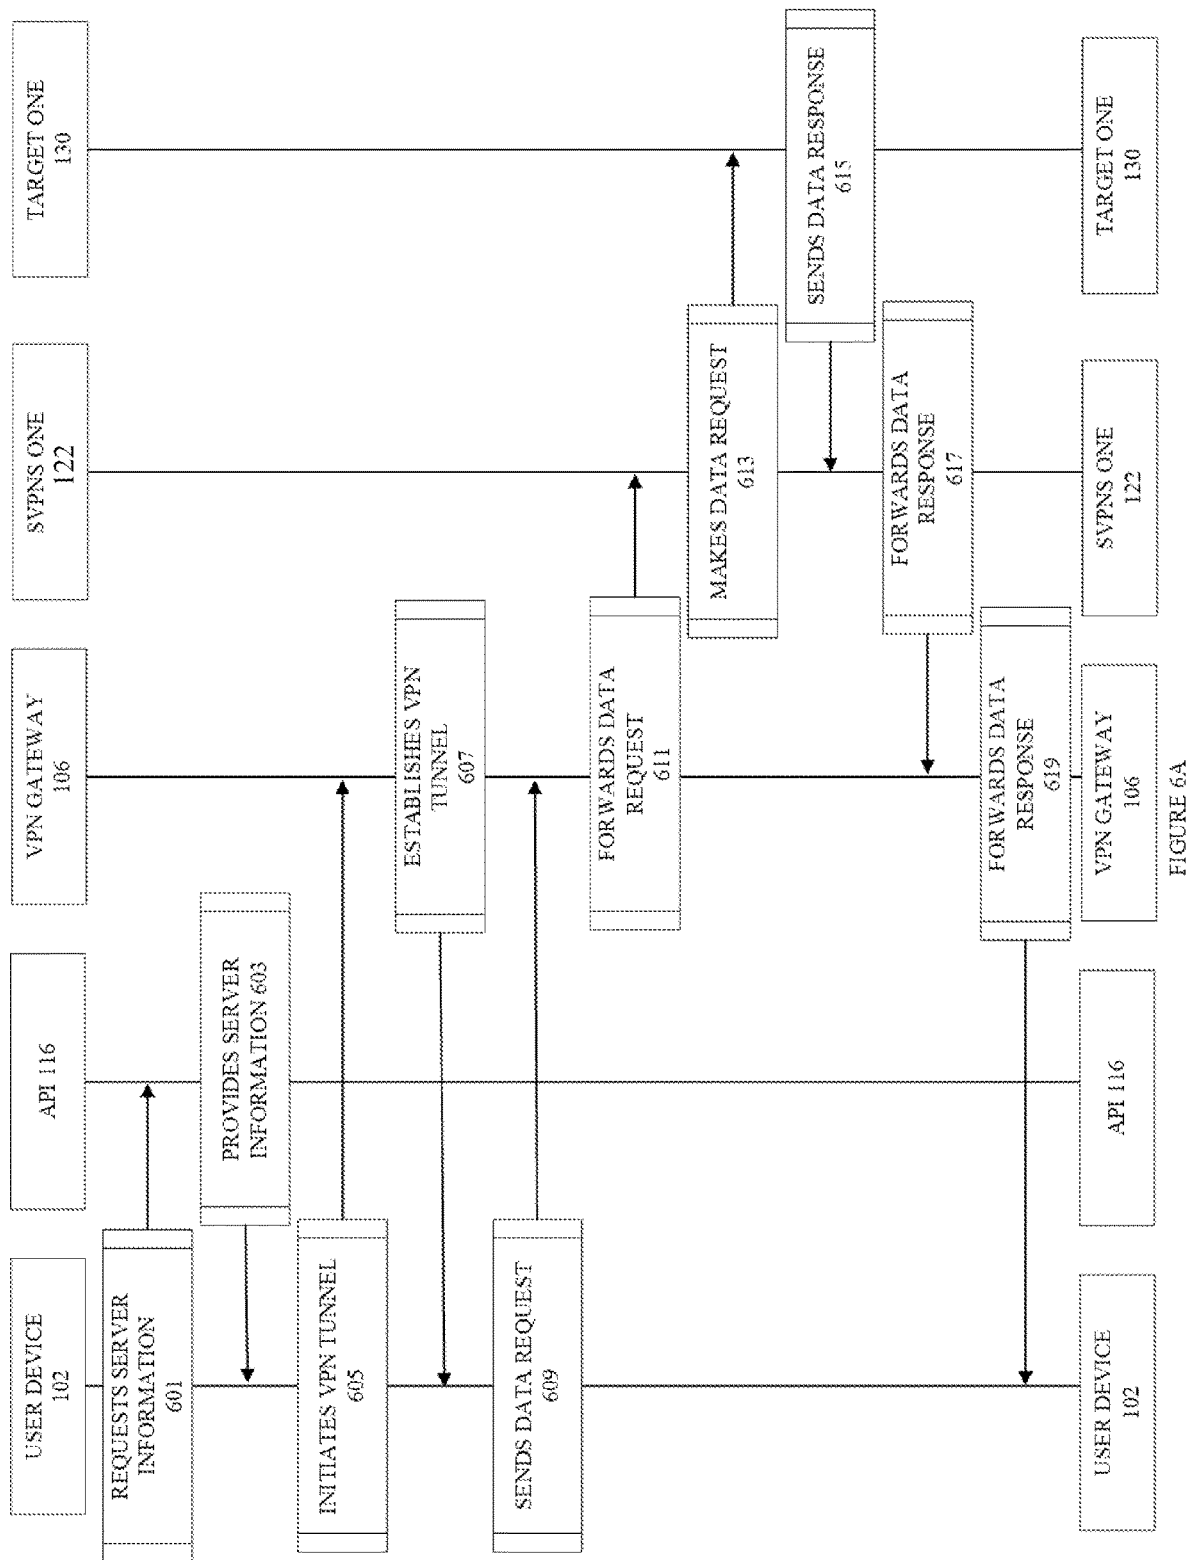 USER DEVICE
102
API 116
VPN GATEWAY
106
SVPNS ONE
122
TARGET ONE
130
REQUESTS SERVER
INFORMATION
601
PROVIDES SERVER
INFORMATION 603
INITIATES VPN TUNNEL
605
ESTABLISHES VPN
TUNNEL
607
SENDS DATA REQUEST
609
FORWARDS DATA
REQUEST
611
MAKES DATA REQUEST
613
SENDS DATA RESPONSE
615
FORWARDS DATA
RESPONSE
617
FORWARDS DATA
RESPONSE
619
USER DEVICE
102
API 116
VPN GATEWAY
106
SVPNS ONE
122
TARGET ONE
130
FIGURE 6A